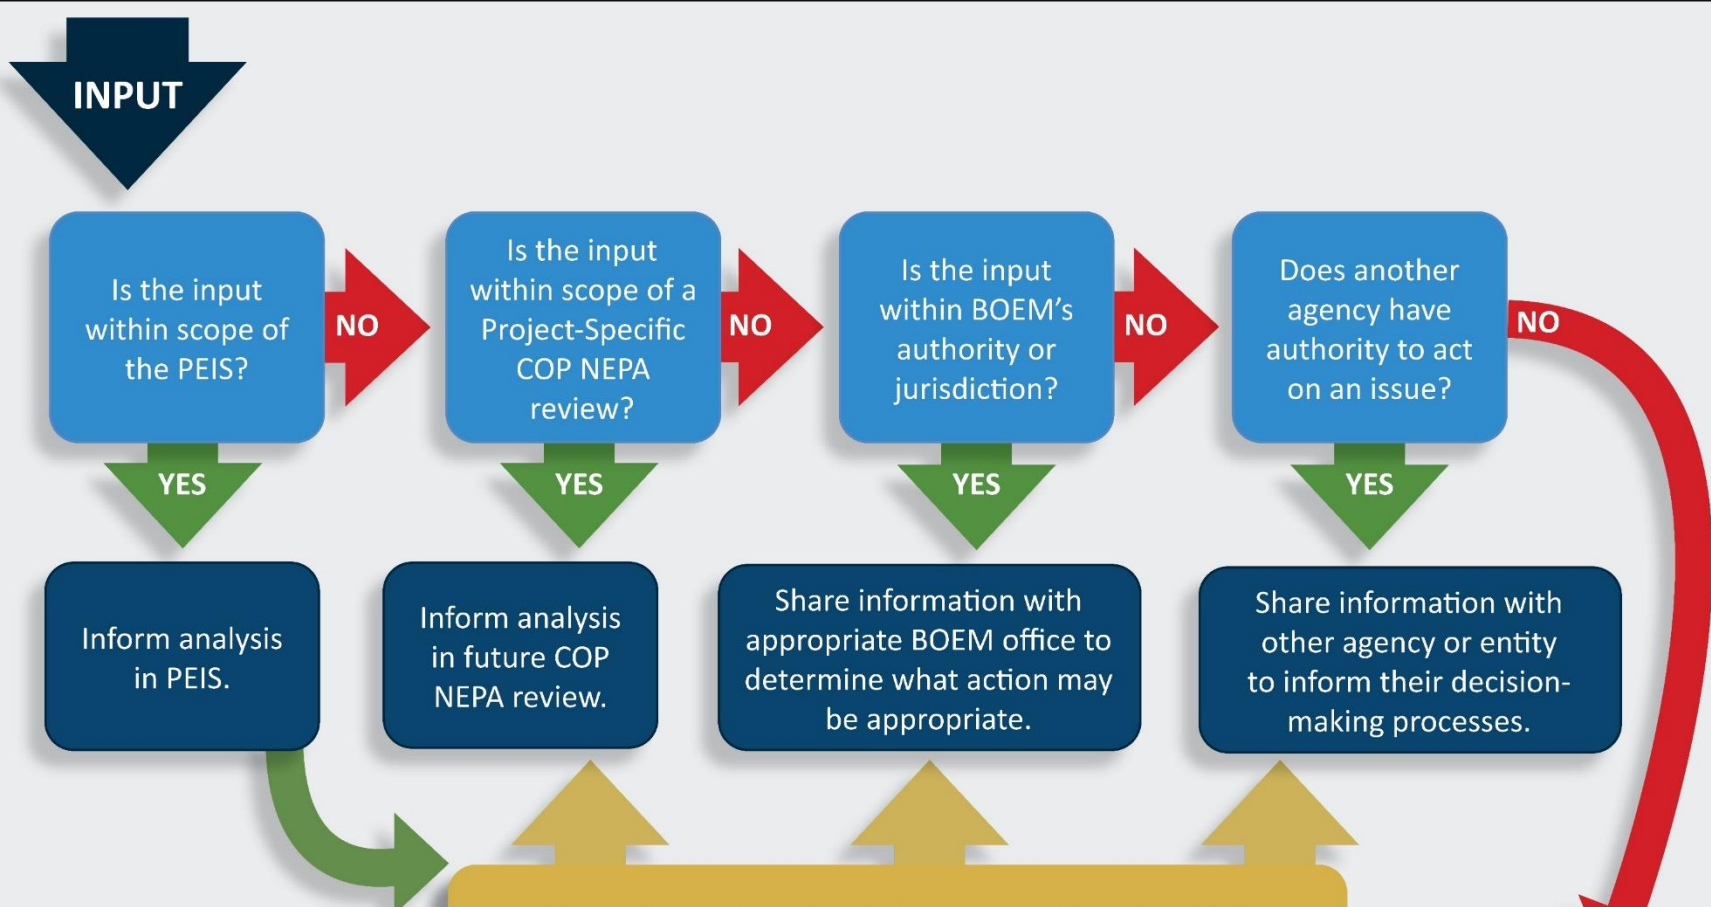 INPUT
Is the input
within scope of
the PEIS?
NO
Is the input
within scope of a
Project-Specific
COP NEPA
review?
NO
Is the input
within BOEM’s
authority or
jurisdiction?
NO
Does another
agency have
authority to act
on an issue?
NO
YES
YES
YES
YES
Inform analysis
in PEIS.
Inform analysis
in future COP
NEPA review.
Share information with
appropriate BOEM office to
determine what action may
be appropriate.
Share information with
other agency or entity
to inform their decision-
making processes.